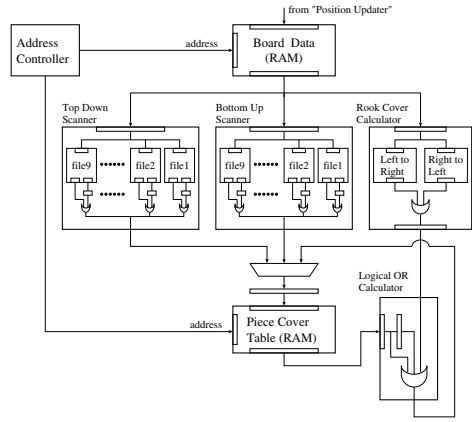 from "Position Updater"
Address
Controller
address
Board Data
(RAM)
Top Down
Scanner
Bottom Up
Scanner
Rook Cover
Calculator
file9
......
file2
file1
......
file9
......
file2
file1
......
Left to
Right
Right to
Left
Logical OR
Calculator
address
Piece Cover
Table (RAM)